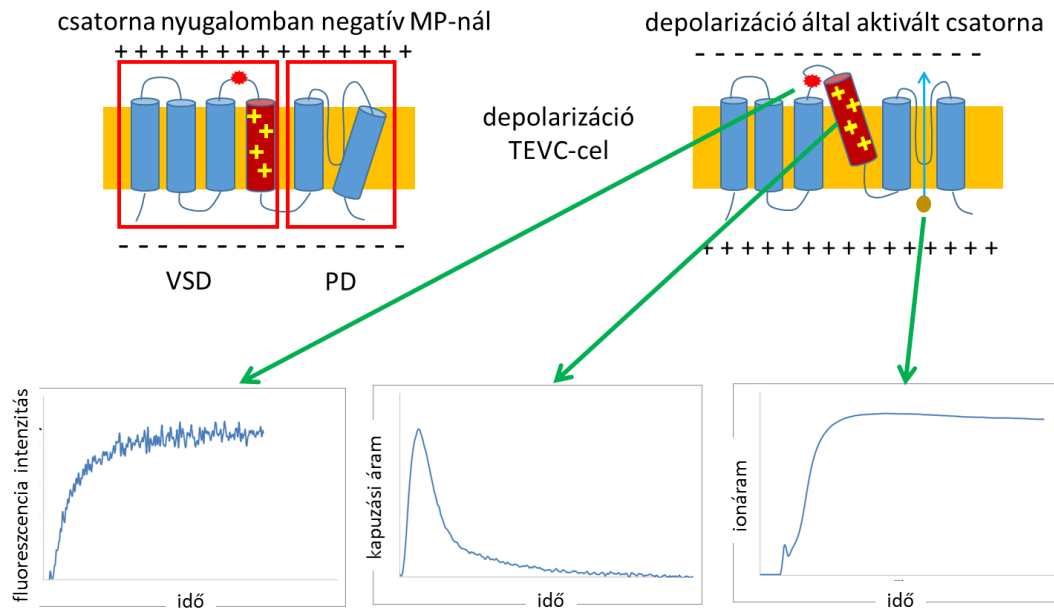 csatorna nyugalomban negatív MP-nál
depolarizáció által aktivált csatorna
+ + + + + + + + + + + + + + +
- - - - - - - - - - - - - - -
depolarizáció
TEVC-cel
+ + + +
+ + + +
- - - - - - - - - - - - - - -
+ + + + + + + + + + + + + + +
VSD
PD
fluoreszcencia intenzitás
idő
kapuzási áram
idő
ionáram
idő